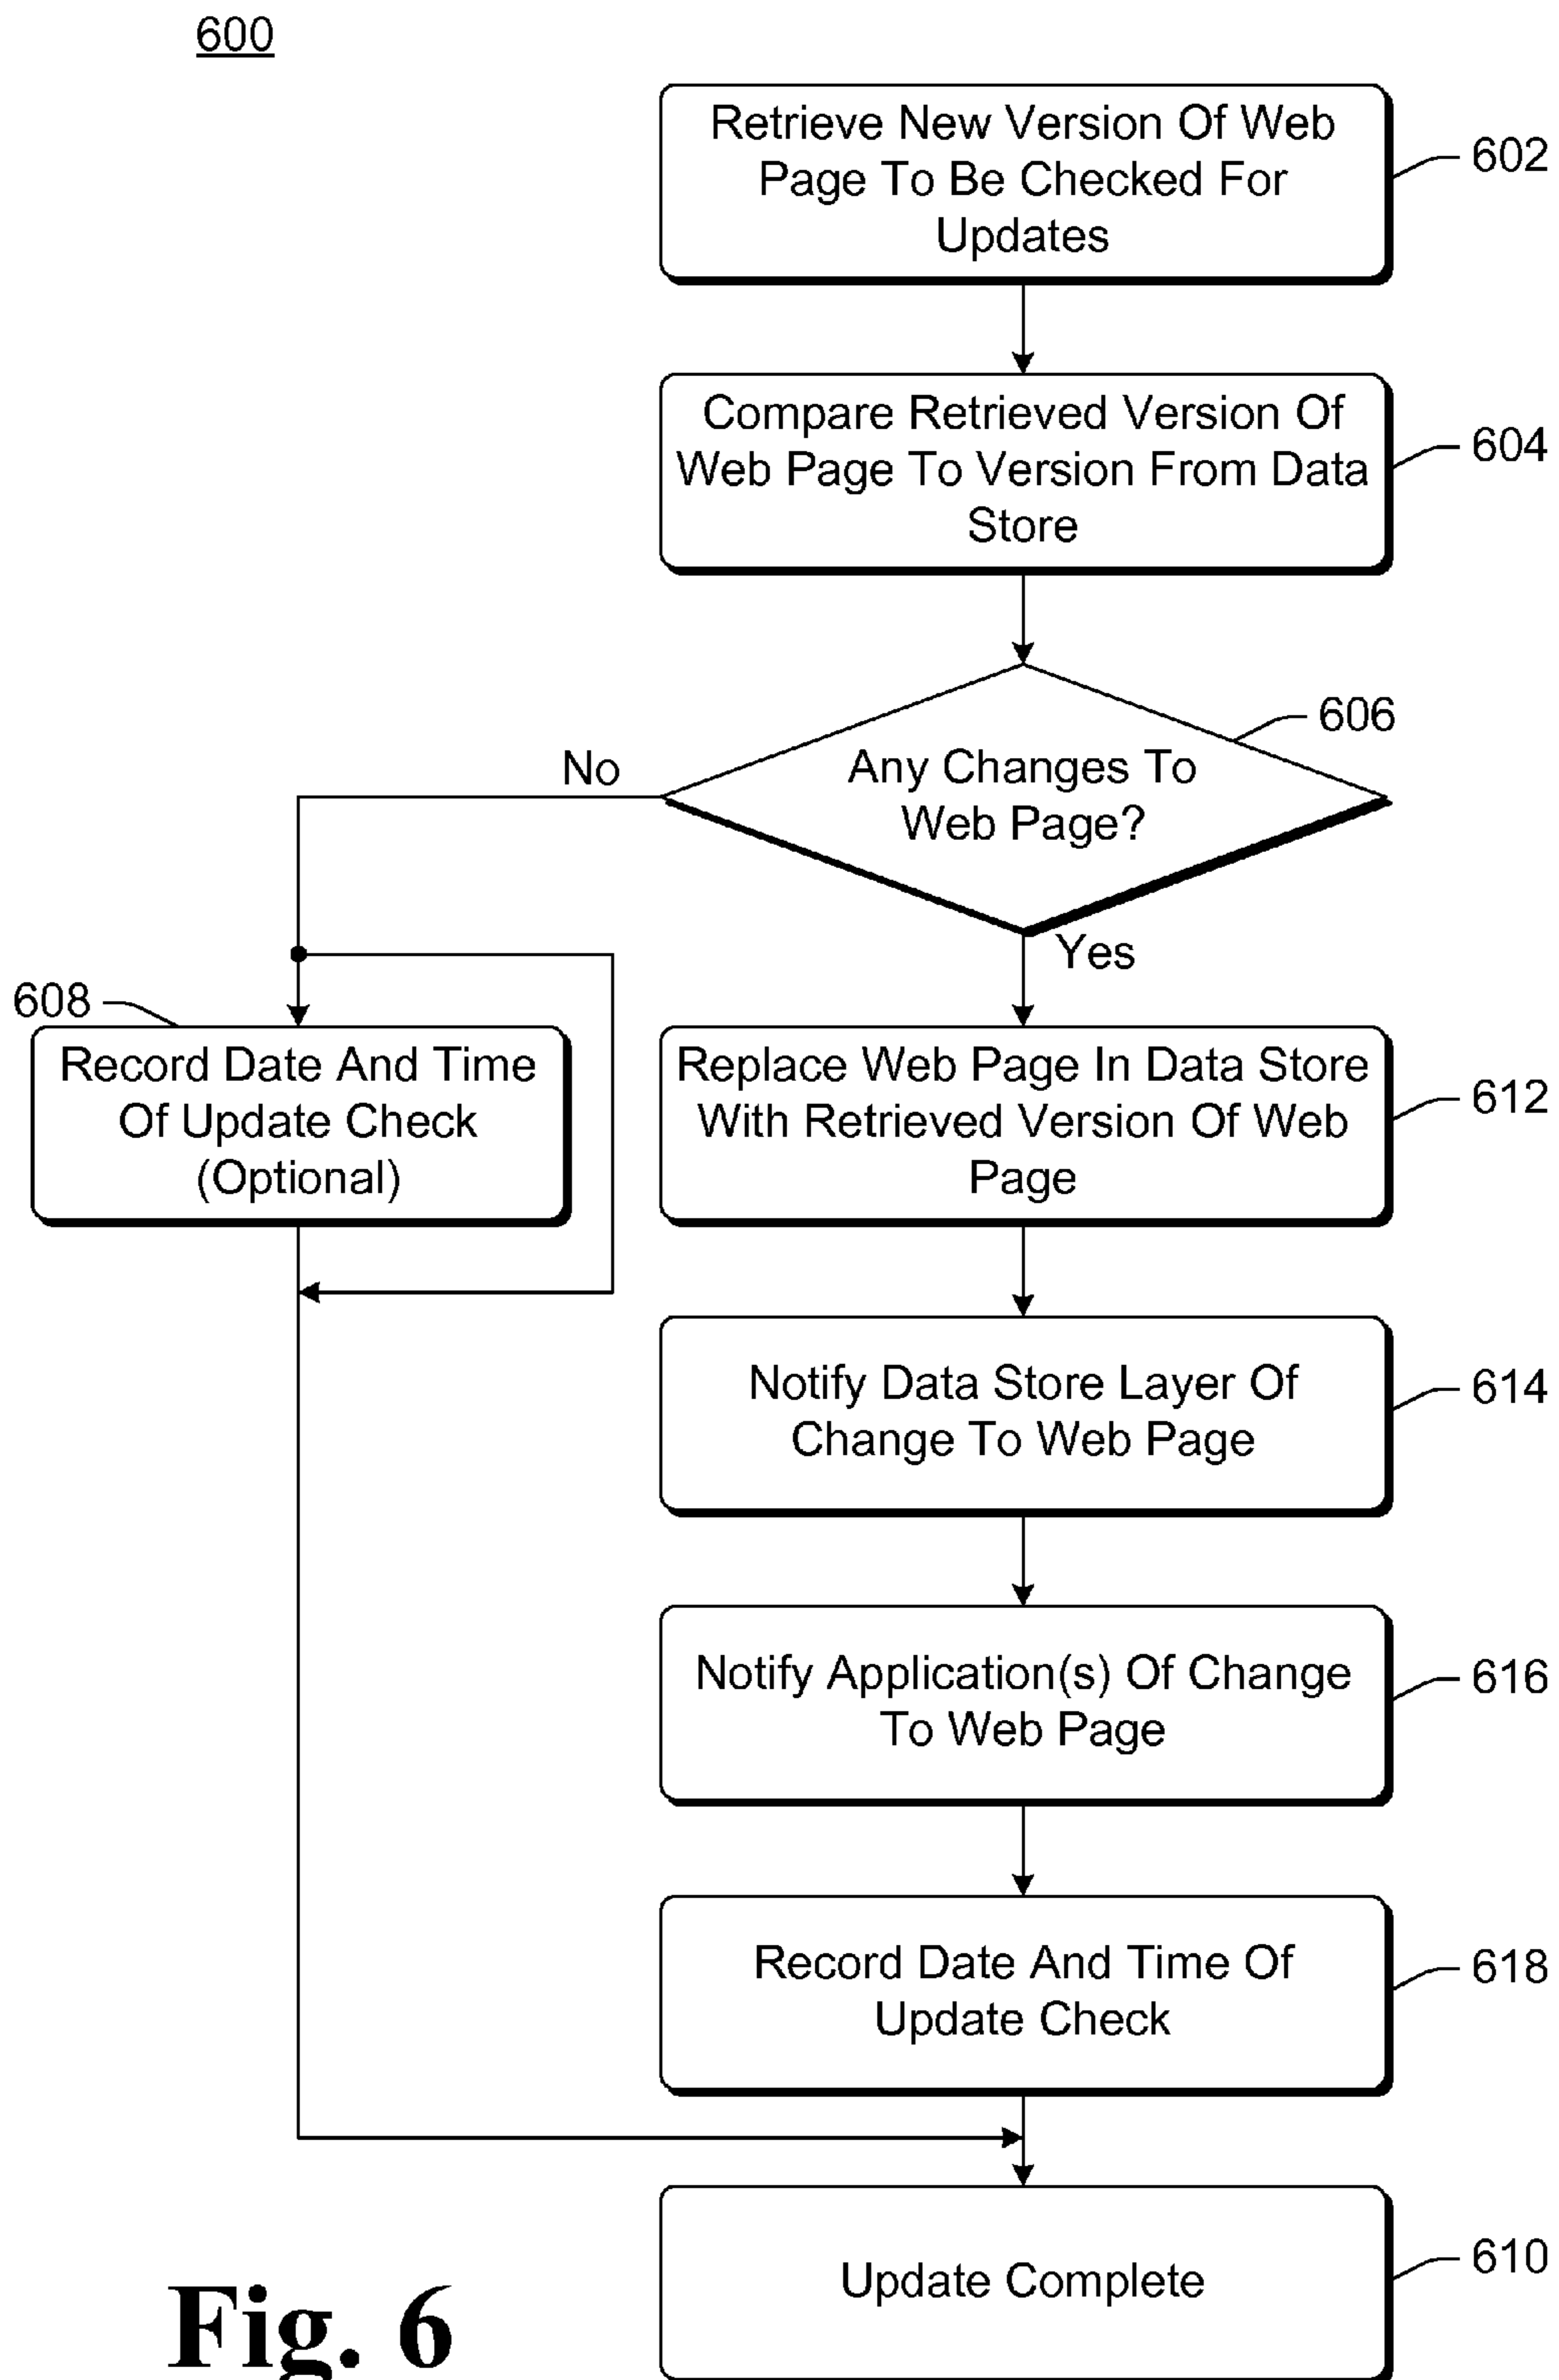 600
Retrieve New Version Of Web
Page To Be Checked For
Updates
602
Compare Retrieved Version Of
Web Page To Version From Data
Store
604
606
Any Changes To
Web Page?
No
Yes
608
Record Date And Time
Of Update Check
(Optional)
Replace Web Page In Data Store
With Retrieved Version Of Web
Page
612
Notify Data Store Layer Of
Change To Web Page
614
Notify Application(s) Of Change
To Web Page
616
Record Date And Time Of
Update Check
618
Update Complete
610
Fig. 6